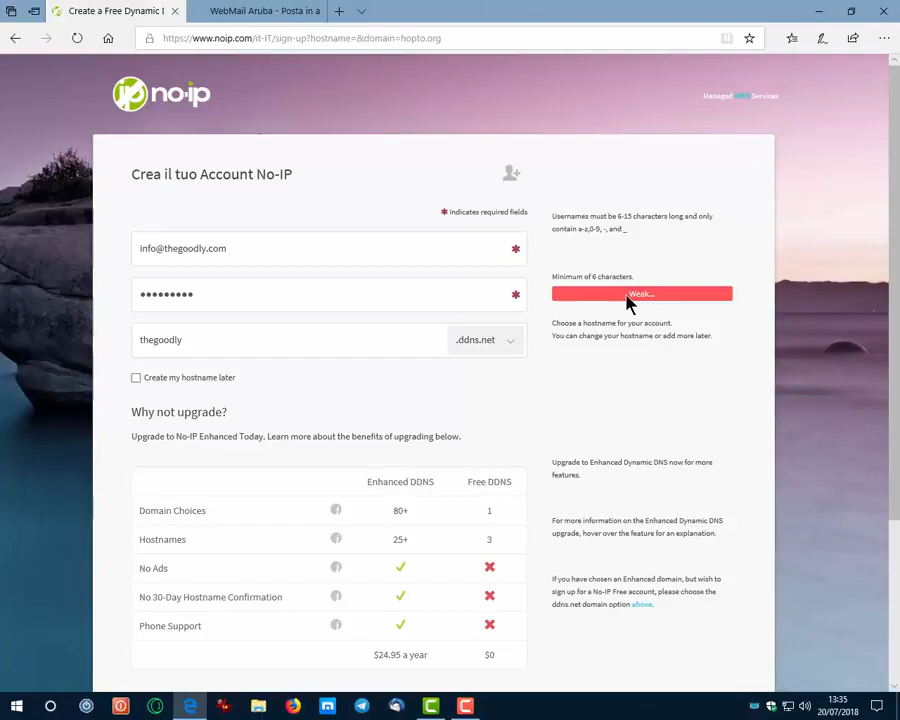 Create a Free Dynamic D
WebMail Aruba - Posta in a
https://www.noip.com/it-IT/sign-up?hostname=&domain=hopto.org
no-ip
Managed DNS Services
Crea il tuo Account No-IP
* Indicates required fields
Usernames must be 6-15 characters long and only
contain a-z,0-9, -, and _
info@thegoodly.com
*
Minimum of 6 characters.
•••••••••
*
Weak...
Choose a hostname for your account.
You can change your hostname or add more later.
thegoodly
.ddns.net
Create my hostname later
Why not upgrade?
Upgrade to No-IP Enhanced Today. Learn more about the benefits of upgrading below.
Upgrade to Enhanced Dynamic DNS now for more
features.
Enhanced DDNS
Free DDNS
Domain Choices
80+
1
For more information on the Enhanced Dynamic DNS
upgrade, hover over the feature for an explanation.
Hostnames
25+
3
No Ads
If you have chosen an Enhanced domain, but wish to
sign up for a No-IP Free account, please choose the
ddns.net domain option above.
No 30-Day Hostname Confirmation
Phone Support
$24.95 a year
$0
13:35
20/07/2018